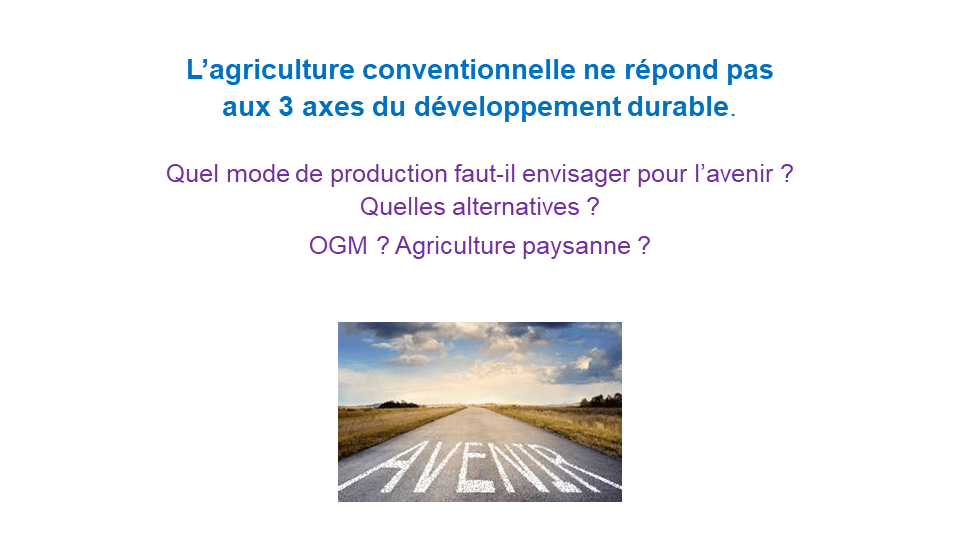 L’agriculture conventionnelle ne répond pas
aux 3 axes du développement durable.
Quel mode de production faut-il envisager pour l’avenir ?
Quelles alternatives ?
OGM ? Agriculture paysanne ?
AVENIR